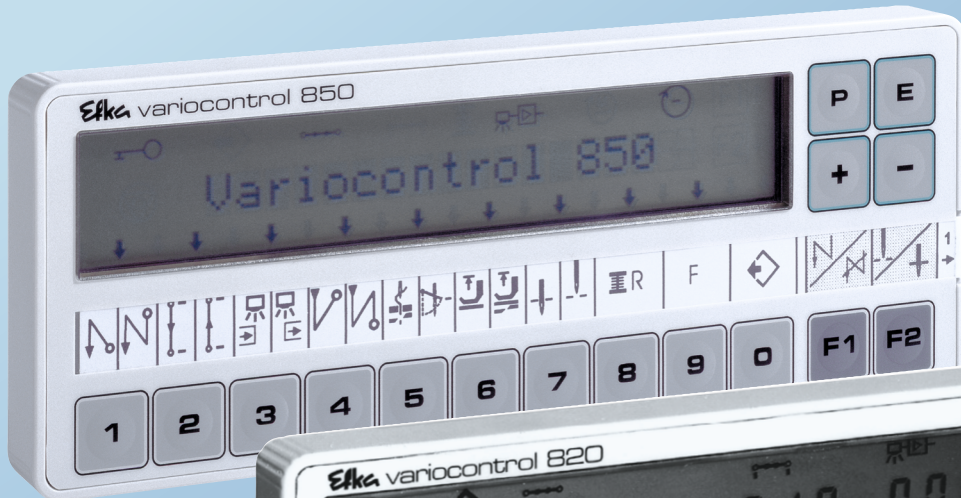 Efka variocontrol 850
Variocontrol 850
P E
+ -
R F
1
1 2 3 4 5 6 7 8 9 0 F1 F2
Efka variocontrol 820